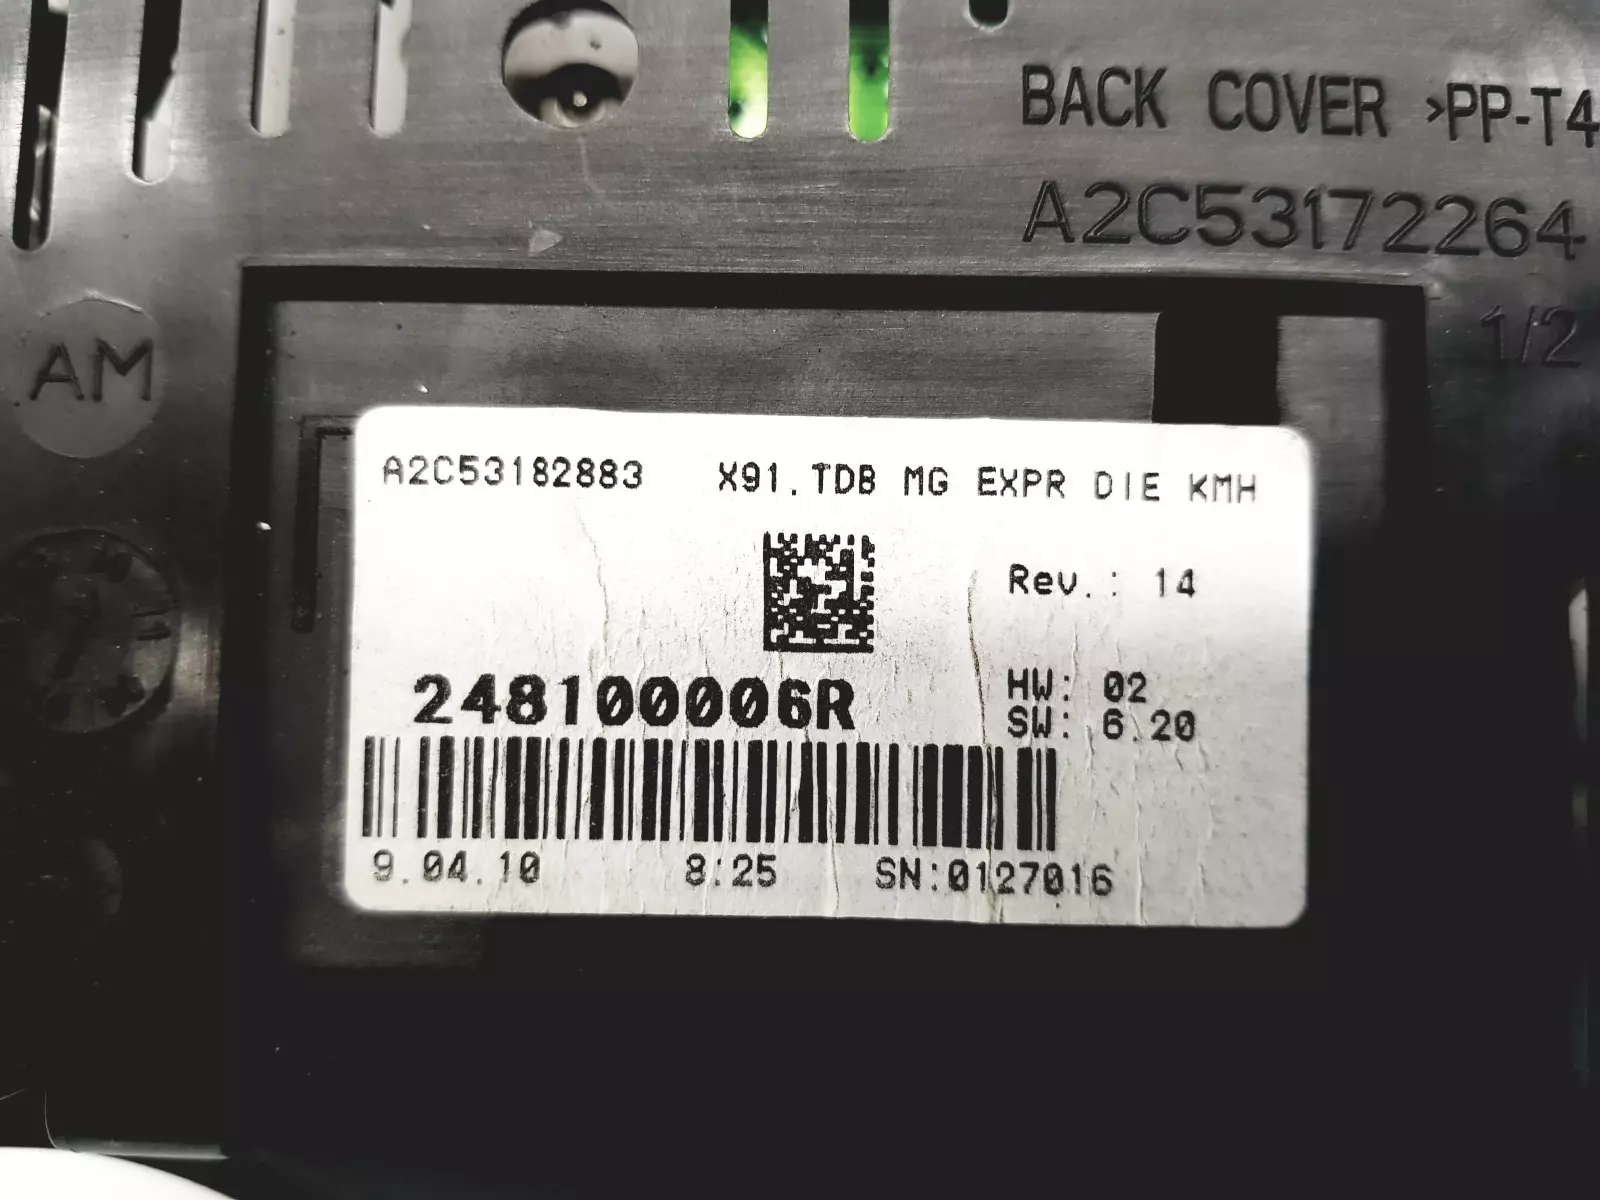 BACK COVER >PP-T4
A2C53172264
1/2
AM
A2C53182883 X91.TDB MG EXPR DIE KMH
Rev.: 14
248100006R
HW: 02
SW: 6.20
9.04.10 8:25 SN:0127016